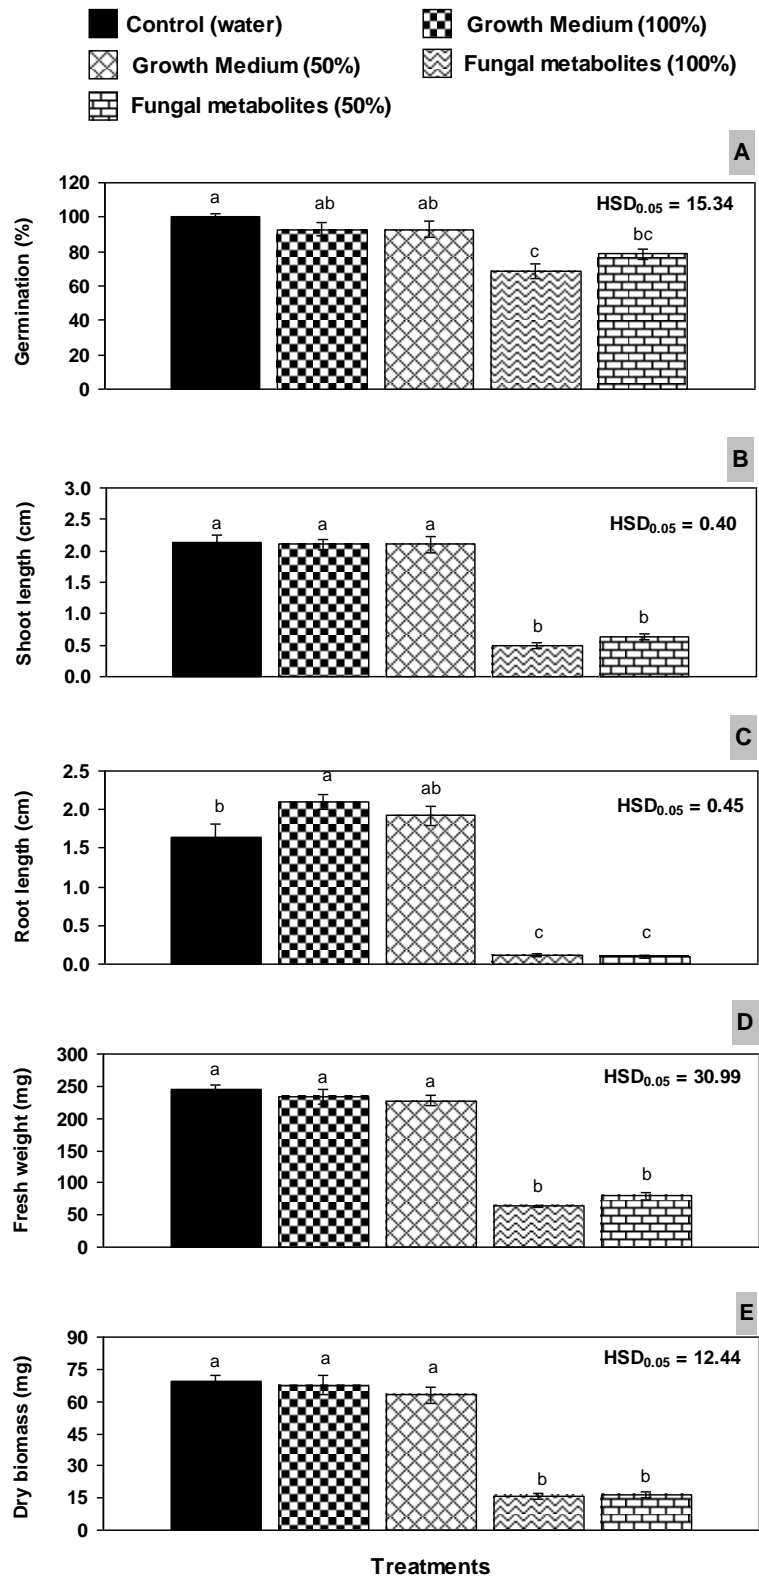 Control (water) Growth Medium (100%)
Growth Medium (50%) Fungal metabolites (100%)
Fungal metabolites (50%)
A
Germination (%)
120
100
80
60
40
20
0
a ab ab c bc
HSD0.05 = 15.34
B
Shoot length (cm)
3.0
2.5
2.0
1.5
1.0
0.5
0.0
a a a b b
HSD0.05 = 0.40
C
Root length (cm)
2.5
2.0
1.5
1.0
0.5
0.0
b a ab c c
HSD0.05 = 0.45
D
Fresh weight (mg)
300
250
200
150
100
50
0
a a a b b
HSD0.05 = 30.99
E
Dry biomass (mg)
90
75
60
45
30
15
0
a a a b b
HSD0.05 = 12.44
Treatments